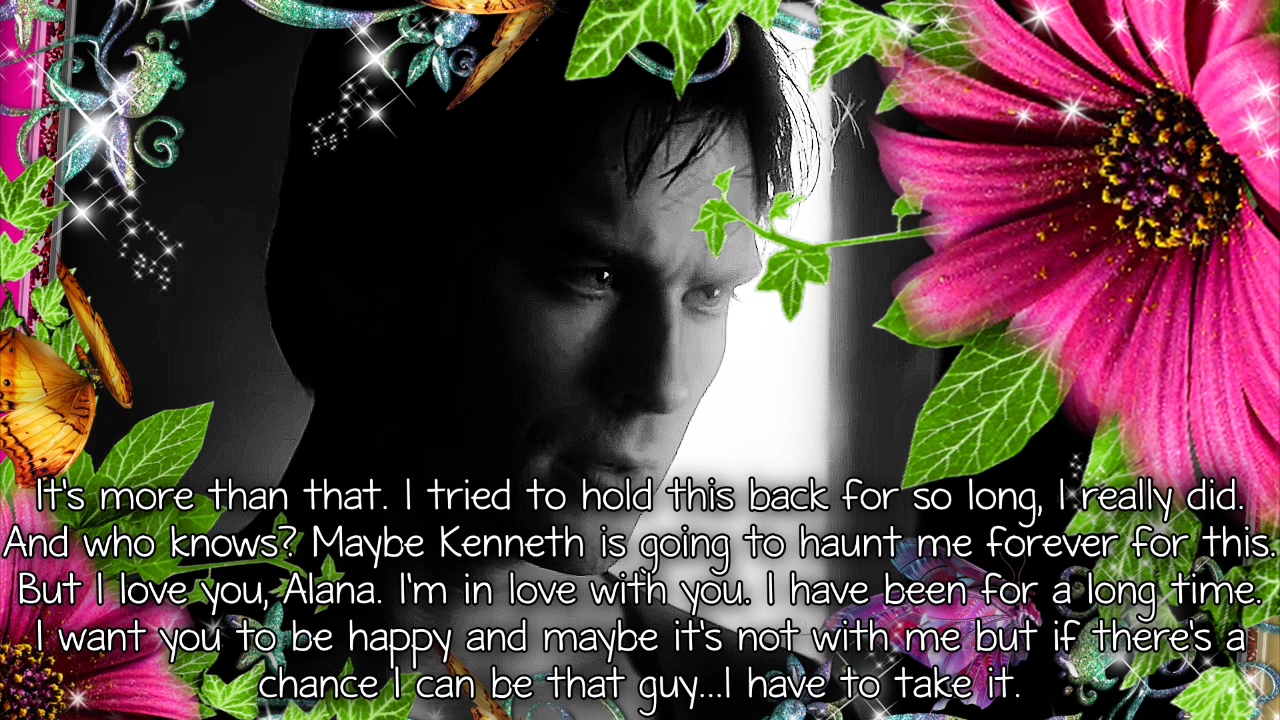 It's more than that. I tried to hold this back for so long, I really did.
And who knows? Maybe Kenneth is going to haunt me forever for this.
But I love you, Alana. I'm in love with you. I have been for a long time.
I want you to be happy and maybe it's not with me but if there's a
chance I can be that guy...I have to take it.